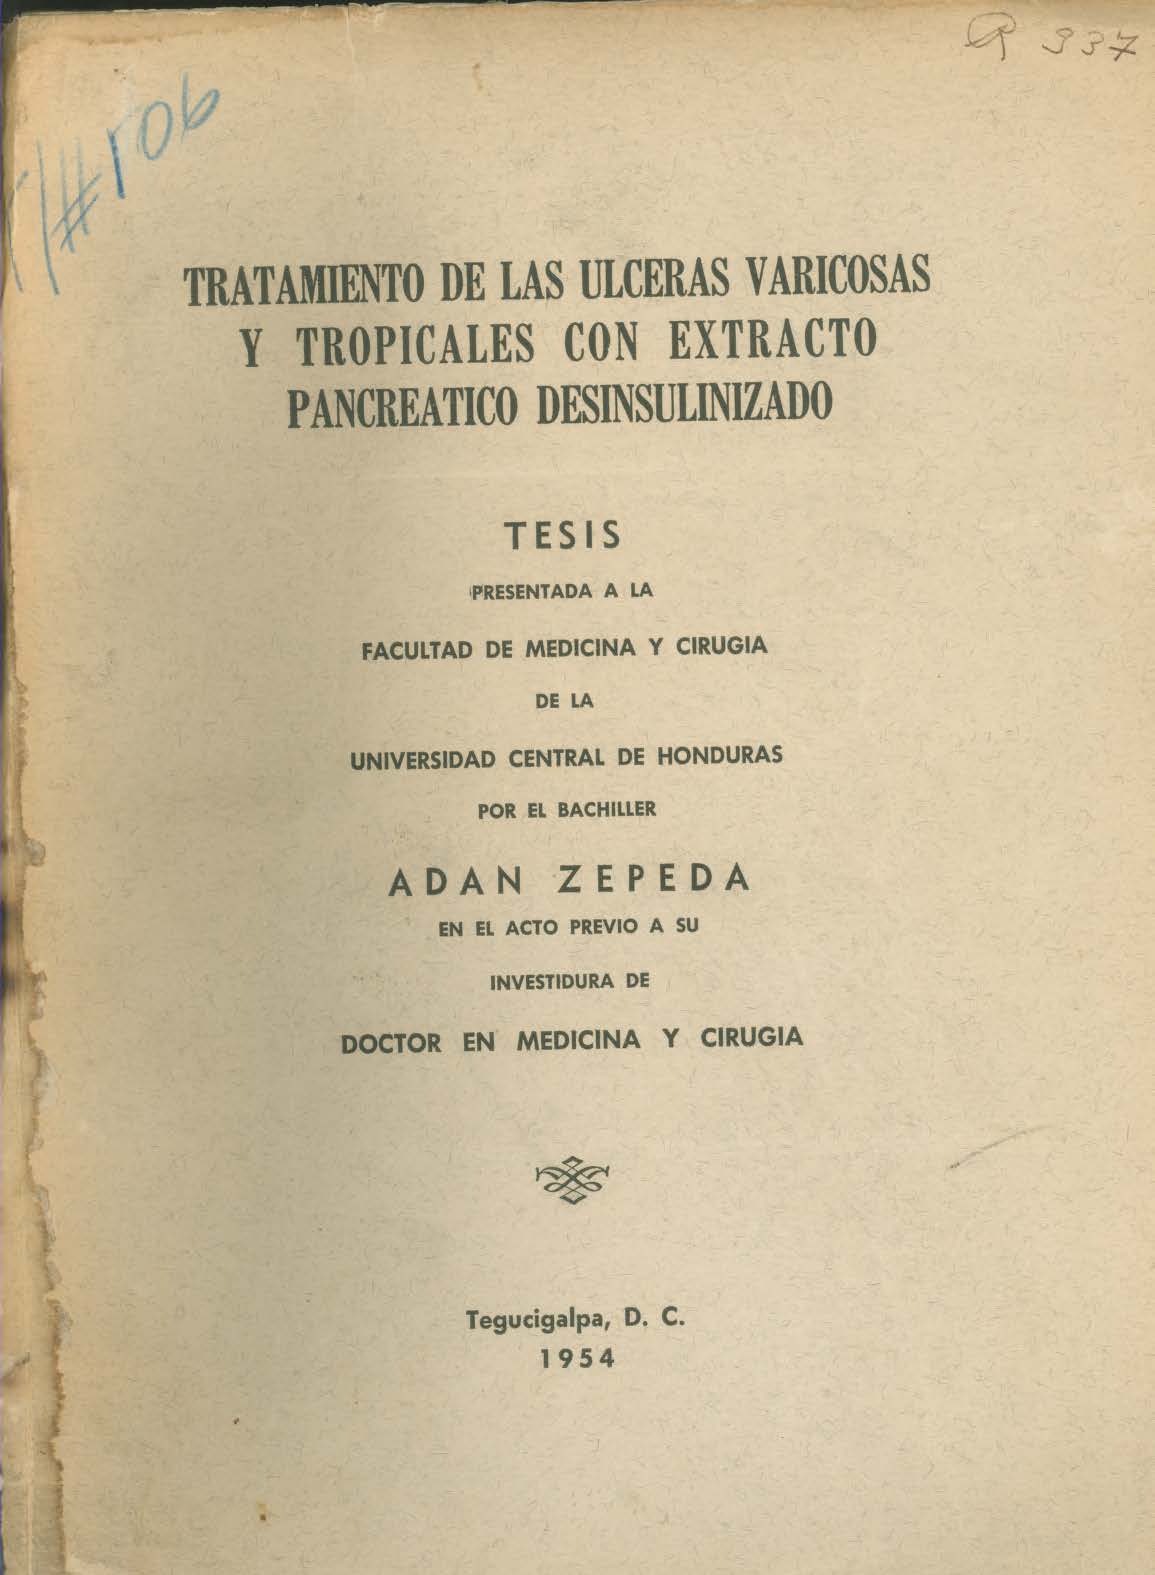 R 337
#106
TRATAMIENTO DE LAS ULCERAS VARICOSAS
Y TROPICALES CON EXTRACTO
PANCREATICO DESINSULINIZADO
TESIS
PRESENTADA A LA
FACULTAD DE MEDICINA Y CIRUGIA
DE LA
UNIVERSIDAD CENTRAL DE HONDURAS
POR EL BACHILLER
ADAN ZEPEDA
EN EL ACTO PREVIO A SU
INVESTIDURA DE
DOCTOR EN MEDICINA Y CIRUGIA
Tegucigalpa, D. C.
1954